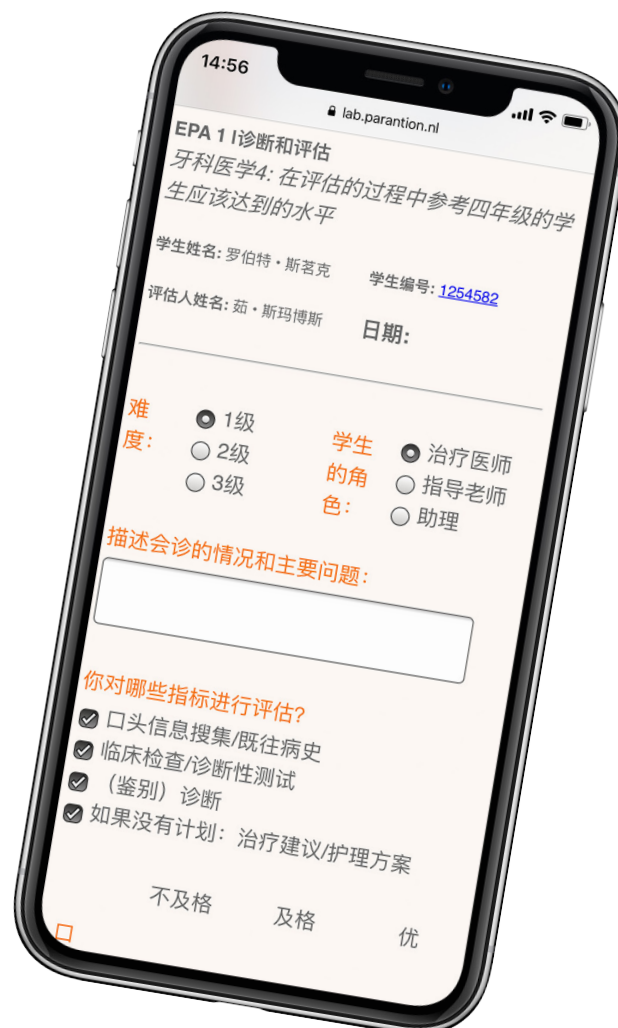 14:56
lab.parantion.nl
EPA 1 I诊断和评估
牙科医学4: 在评估的过程中参考四年级的学
生应该达到的水平
学生姓名: 罗伯特·斯茗克 学生编号: 1254582
评估人姓名: 茹·斯玛博斯 日期:
难
度:
1级
2级
3级
学生
的角
色:
治疗医师
指导老师
助理
描述会诊的情况和主要问题:
你对哪些指标进行评估?
口头信息搜集/既往病史
临床检查/诊断性测试
（鉴别）诊断
如果没有计划：治疗建议/护理方案
不及格 及格 优
口